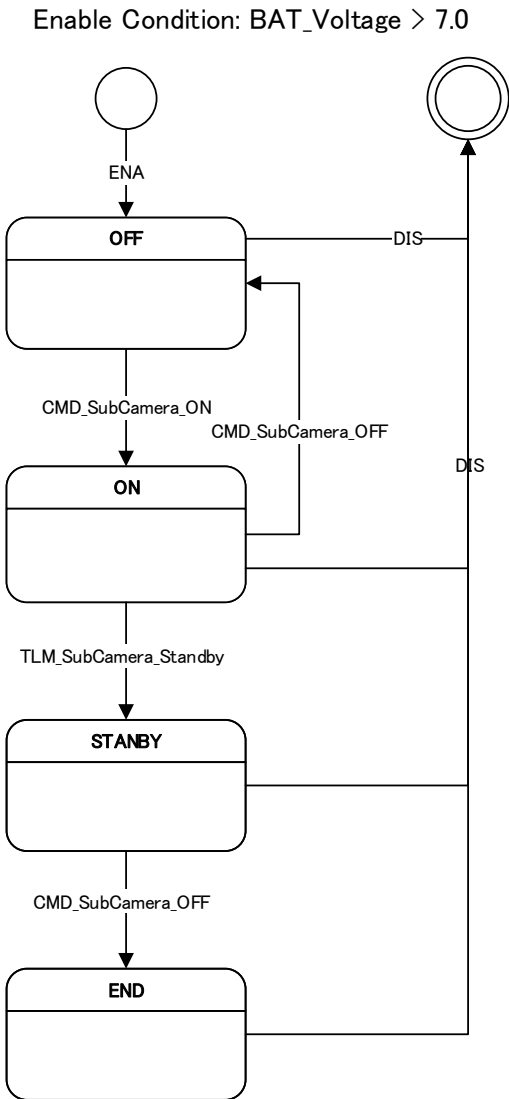 Enable Condition: BAT_Voltage > 7.0
ENA
OFF
DIS
CMD_SubCamera_ON
CMD_SubCamera_OFF
DIS
ON
TLM_SubCamera_Standby
STANBY
CMD_SubCamera_OFF
END